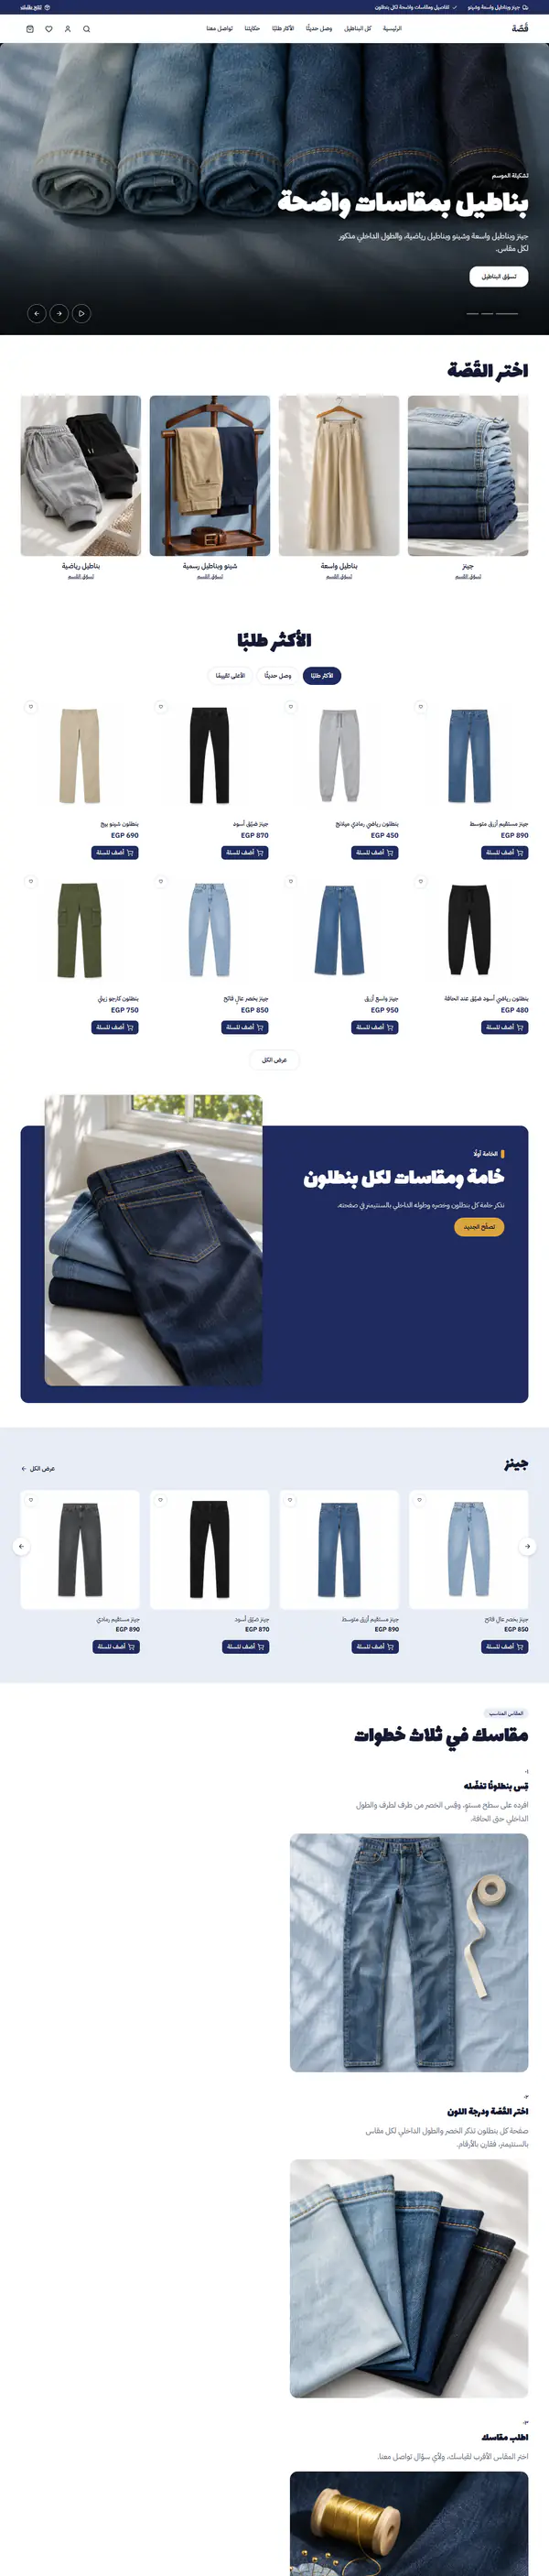 جينز وبناطيل واسعة وشينو
تفاصيل ومقاسات واضحة لكل بنطلون
تتبع طلبك
قَصّة
الرئيسية
كل البناطيل
وصل حديثًا
الأكثر طلبًا
حكايتنا
تواصل معنا
تشكيلة الموسم
بناطيل بمقاسات واضحة
جينز وبناطيل واسعة وشينو وبناطيل رياضية، والطول الداخلي مذكور
لكل مقاس.
تسوّق البناطيل
اختر القَصّة
جينز
تسوّق القسم
بناطيل واسعة
تسوّق القسم
شينو وبناطيل رسمية
تسوّق القسم
بناطيل رياضية
تسوّق القسم
الأكثر طلبًا
الأكثر طلبًا
وصل حديثًا
الأعلى تقييمًا
جينز مستقيم أزرق متوسط
EGP 890
أضف للسلة
بنطلون رياضي رمادي ميلانج
EGP 450
أضف للسلة
جينز ضيّق أسود
EGP 870
أضف للسلة
بنطلون شينو بيج
EGP 690
أضف للسلة
بنطلون رياضي أسود ضيّق عند الحافة
EGP 480
أضف للسلة
جينز واسع أزرق
EGP 950
أضف للسلة
جينز بخصر عالٍ فاتح
EGP 850
أضف للسلة
بنطلون كارجو زيتي
EGP 750
أضف للسلة
عرض الكل
الخامة أولًا
خامة ومقاسات لكل بنطلون
نذكر خامة كل بنطلون وخصره وطوله الداخلي بالسنتيمتر في صفحته.
تصفّح الجديد
جينز
عرض الكل
جينز بخصر عالٍ فاتح
EGP 850
أضف للسلة
جينز مستقيم أزرق متوسط
EGP 890
أضف للسلة
جينز ضيّق أسود
EGP 870
أضف للسلة
جينز مستقيم رمادي
EGP 890
أضف للسلة
المقاس المناسب
مقاسك في ثلاث خطوات
٠١
قِس بنطلونًا تفضّله
افرده على سطح مستوٍ، وقِس الخصر من طرف لطرف والطول
الداخلي حتى الحافة.
٠٢
اختر القَصّة ودرجة اللون
صفحة كل بنطلون تذكر الخصر والطول الداخلي لكل مقاس
بالسنتيمتر، فقارن بالأرقام.
٠٣
اطلب مقاسك
اختر المقاس الأقرب لقياسك، ولأي سؤال تواصل معنا.